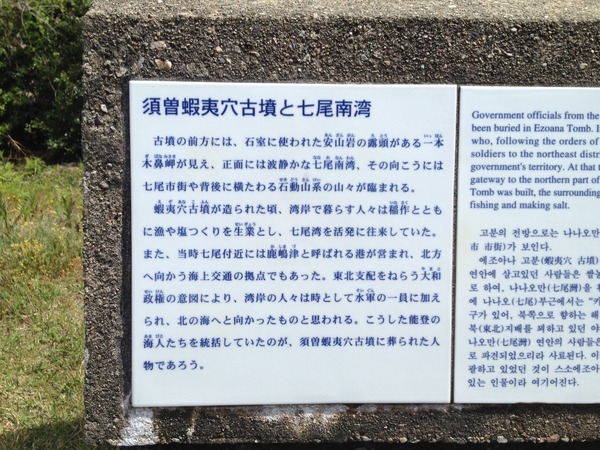 須曽蝦夷穴古墳と七尾南湾
古墳の前方には、石室に使われた安山岩の露頭がある一本
木鼻岬が見え、正面には波静かな七尾南湾、その向こうには
七尾市街や背後に横たわる石動山系の山々が臨まれる。
蝦夷穴古墳が造られた頃、湾岸で暮らす人々は稲作ととも
に漁や塩つくりを生業とし、七尾湾を活発に往来していた。
また、当時七尾付近には鹿嶋津と呼ばれる港が営まれ、北方
へ向かう海上交通の拠点でもあった。東北支配をねらう大和
政権の意図により、湾岸の人々は時として水軍の一員に加え
られ、北の海へと向かったものと思われる。こうした能登の
海人たちを統括していたのが、須曽蝦夷穴古墳に葬られた人
物であろう。
Government officials from the
been buried in Ezoana Tomb. I
who, following the orders of
soldiers to the northeast distr
government's territory. At that t
gateway to the northern part of
Tomb was built, the surroundin
fishing and making salt.
고분의 전방으로는 나나오만
市 市街)가 보인다.
에조아나 고분(蝦夷穴 古墳)
연안에 살고있던 사람들은 쌀농
로 하여, 나나오만(七尾灣)을 활
에 나나오(七尾)부근에서는 "카
구가 있어, 북쪽으로 향하는 해
북(東北)지배를 꾀하고 있던 야
나오만(七尾灣) 연안의 사람들은
로 파견되었으리라 사료된다. 이
괄하고 있었던 것이 스소에조아
있는 인물이라 여기어진다.